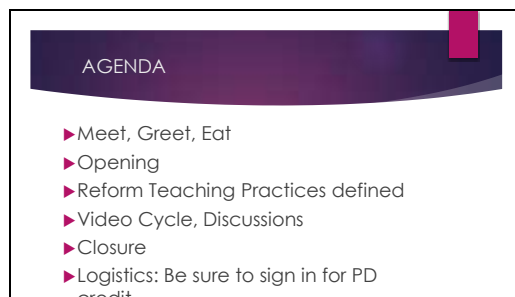 AGENDA
Meet, Greet, Eat
Opening
Reform Teaching Practices defined
Video Cycle, Discussions
Closure
Logistics: Be sure to sign in for PD
credit